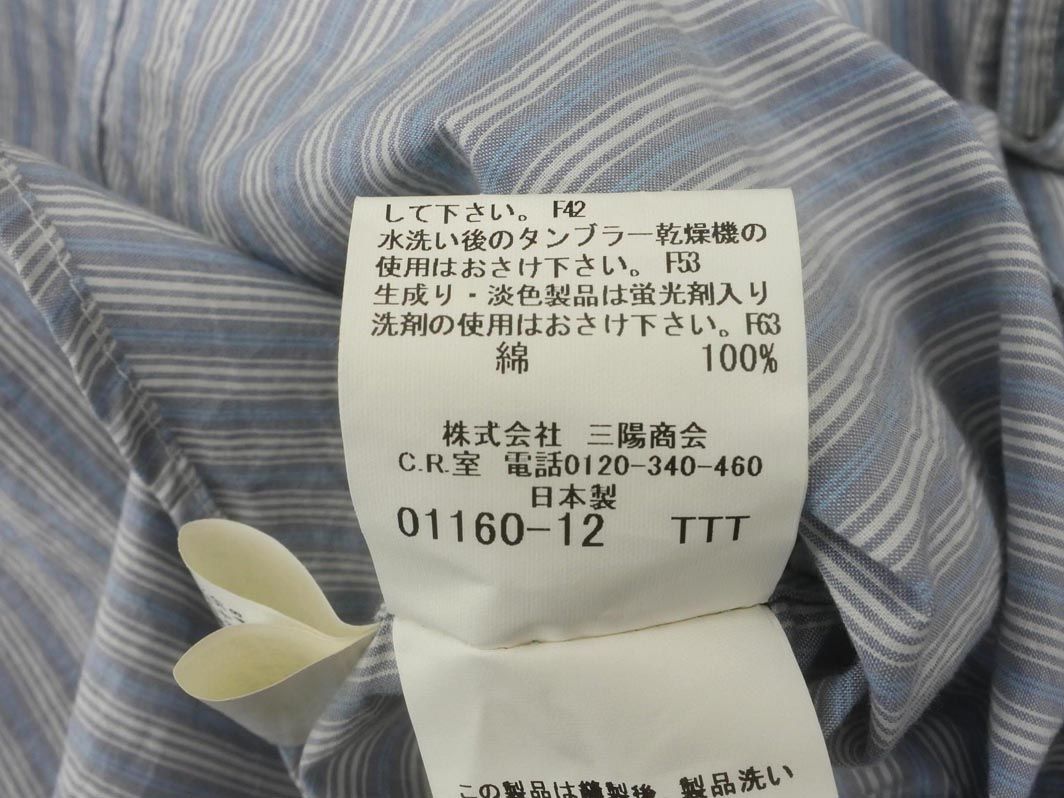 して下さい。 F42
水洗い後のタンブラー乾燥機の
使用はおさけ下さい。 F53
生成り・淡色製品は蛍光剤入り
洗剤の使用はおさけ下さい。F63
綿 100%
株式会社 三陽商会
C.R.室 電話0120-340-460
日本製
01160-12 TTT
この製品は縫製後、製品洗い